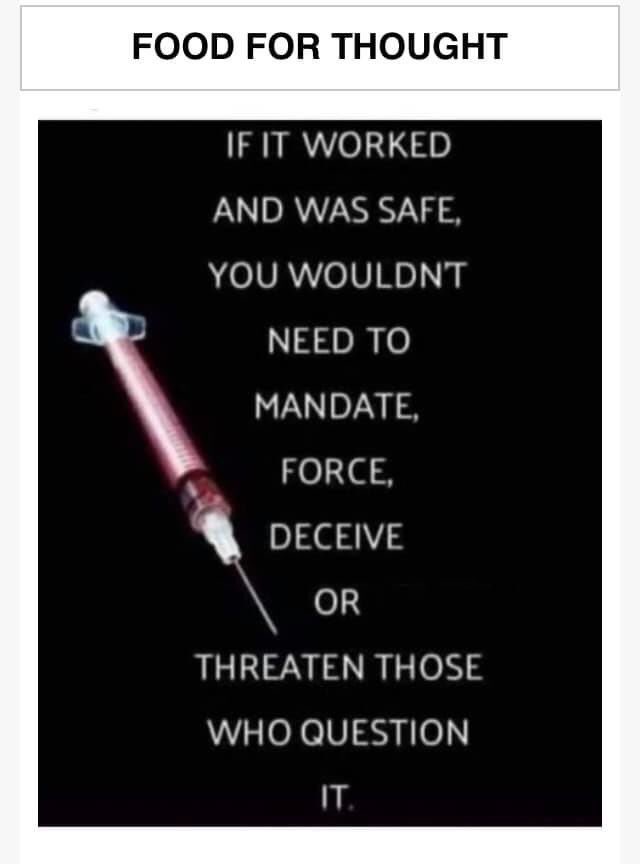 FOOD FOR THOUGHT
IF IT WORKED
AND WAS SAFE,
YOU WOULDN'T
NEED TO
MANDATE,
FORCE,
DECEIVE
OR
THREATEN THOSE
WHO QUESTION
IT.